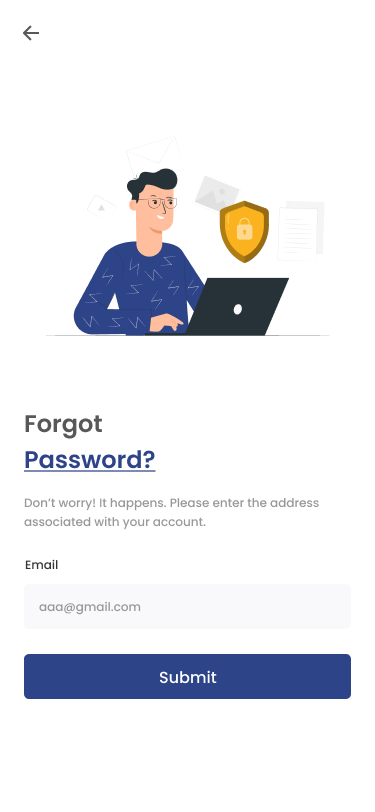 Forgot
Password?
Don’t worry! It happens. Please enter the address
associated with your account.
Email
aaa@gmail.com
Submit